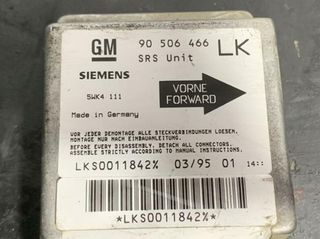 GM 90 506 466 LK
SRS Unit
SIEMENS
5WK4 111
VORNE
FORWARD
Made in Germany
VOR JEDER DEMONTAGE ALLE STECKVERBINDUNGEN LOESEN.
MONTAGE NUR NACH EINBAUANLEITUNG.
BEFORE EVERY DISASSEMBLY, DETACH ALL CONNECTORS.
ASSEMBLE STRICTLY ACCORDING TO MANUAL INSTRUCTIONS.
LKS0011842% 03/95 01 14::
*LKS0011842%*